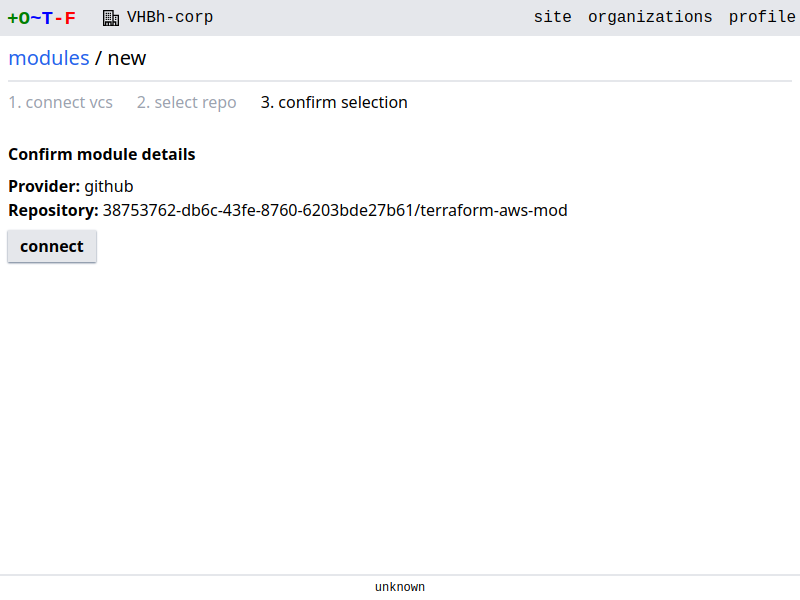 +O~T-F VHBh-corp site organizations profile
modules / new
1. connect vcs 2. select repo 3. confirm selection
Confirm module details
Provider: github
Repository: 38753762-db6c-43fe-8760-6203bde27b61/terraform-aws-mod
connect
unknown